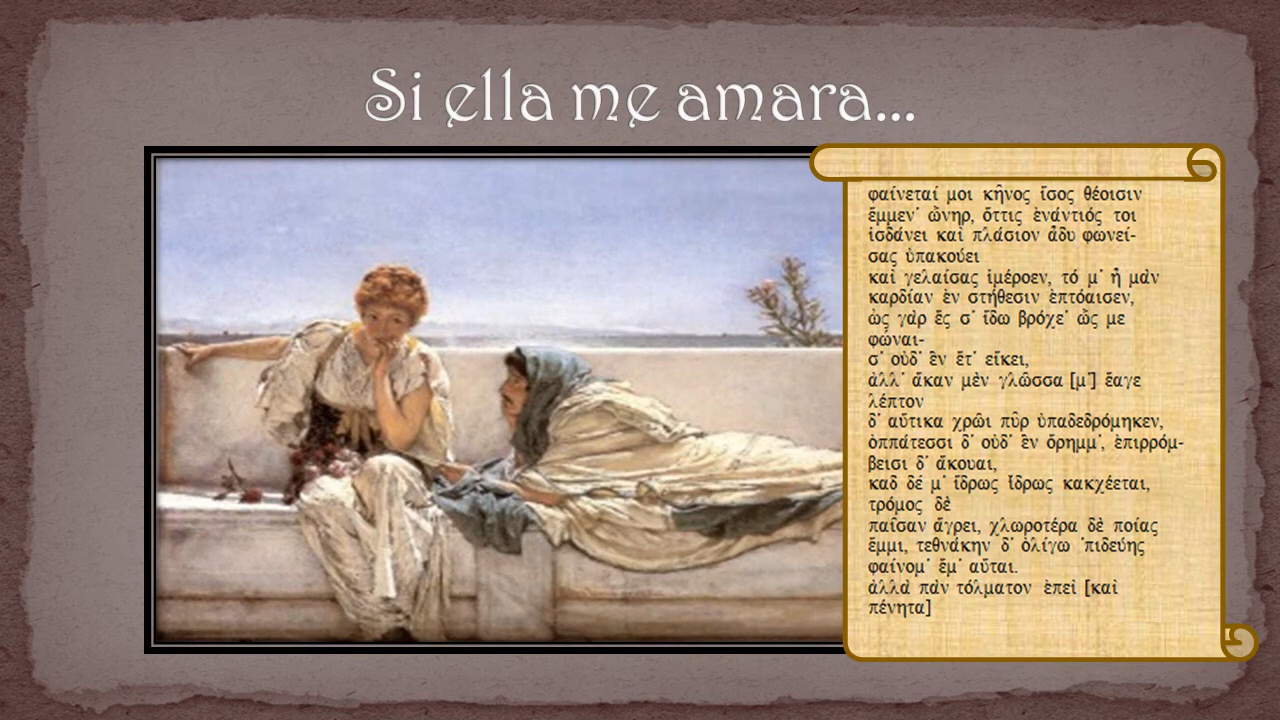 Si ella me amara...
φαίνεταί μοι κῆνος ἴσος θέοισιν
ἔμμεν᾽ ὤνηρ, ὄττις ἐνάντιός τοι
ἰσδάνει καὶ πλάσιον ἆδυ φωνεί-
σας ὐπακούει
καὶ γελαίσας ἰμέροεν, τό μ᾽ ἦ μὰν
καρδίαν ἐν στήθεσιν ἐπτόαισεν,
ὠς γὰρ ἔς σ᾽ ἴδω βρόχε᾽ ὤς με
φώναι-
σ᾽ οὐδ᾽ ἒν ἔτ᾽ εἴκει,
ἀλλ᾽ ἄκαν μὲν γλῶσσα [μ᾽] ἔαγε
λέπτον
δ᾽ αὔτικα χρῶι πῦρ ὐπαδεδρόμηκεν,
ὀππάτεσσι δ᾽ οὐδ᾽ ἒν ὄρημμ᾽, ἐπιρρόμ-
βεισι δ᾽ ἄκουαι,
καδ δέ μ᾽ ἴδρως ἴδρως κακχέεται,
τρόμος δὲ
παῖσαν ἄγρει, χλωροτέρα δὲ ποίας
ἔμμι, τεθνάκην δ᾽ ὀλίγω ᾽πιδεύης
φαίνομ᾽ ἔμ᾽ αὔται.
ἀλλὰ πὰν τόλματον ἐπεὶ [καὶ
πένητα]